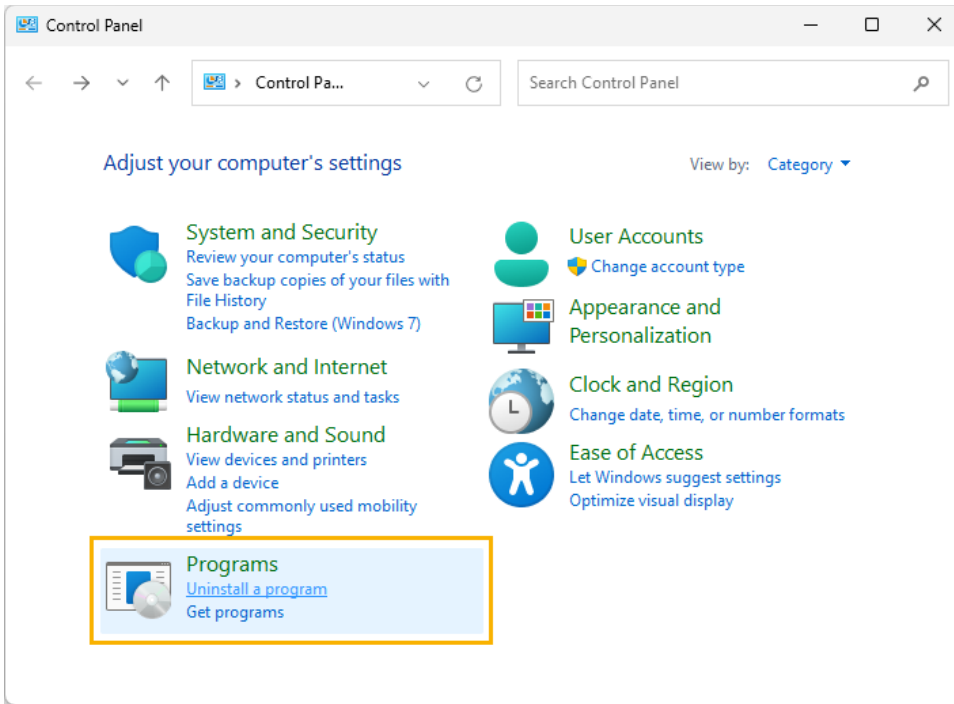 Control Panel
Control Pa...
Search Control Panel
Adjust your computer's settings
View by: Category
System and Security
Review your computer's status
Save backup copies of your files with
File History
Backup and Restore (Windows 7)
Network and Internet
View network status and tasks
Hardware and Sound
View devices and printers
Add a device
Adjust commonly used mobility
settings
Programs
Uninstall a program
Get programs
User Accounts
Change account type
Appearance and
Personalization
Clock and Region
Change date, time, or number formats
Ease of Access
Let Windows suggest settings
Optimize visual display